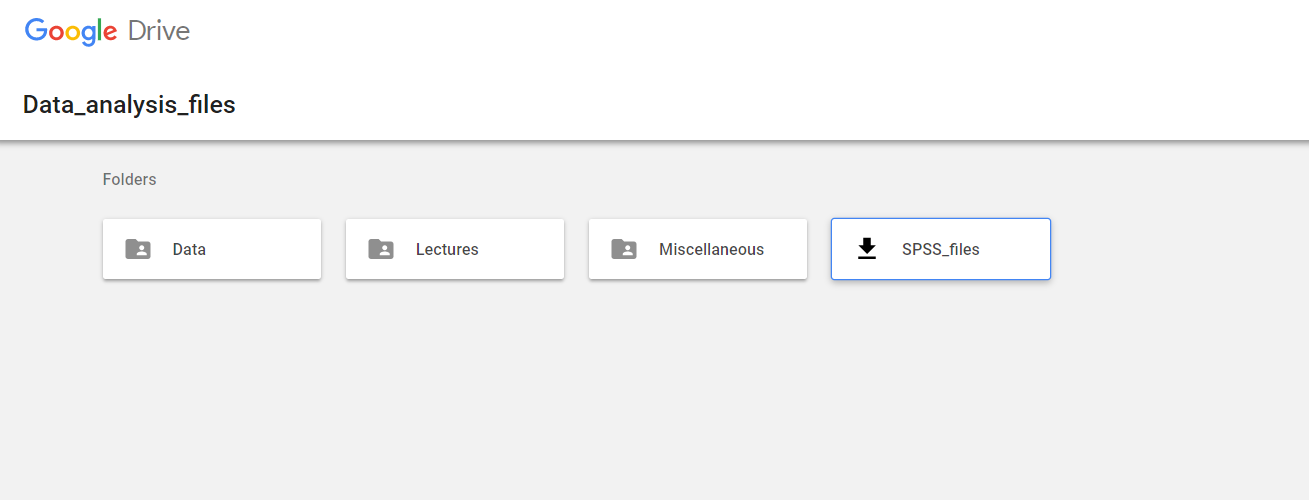 Google Drive
Data_analysis_files
Folders
Data
Lectures
Miscellaneous
SPSS_files